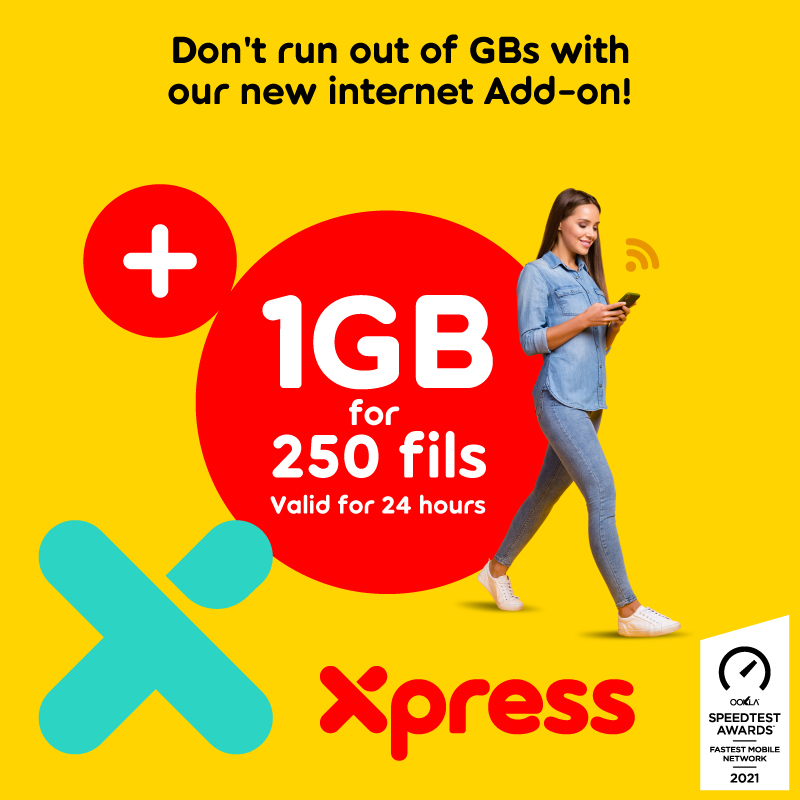 Don't run out of GBs with
our new internet Add-on!
+
1GB
for
250 fils
Valid for 24 hours
xpress
OOKLA
SPEEDTEST
AWARDS™
FASTEST MOBILE
NETWORK
2021